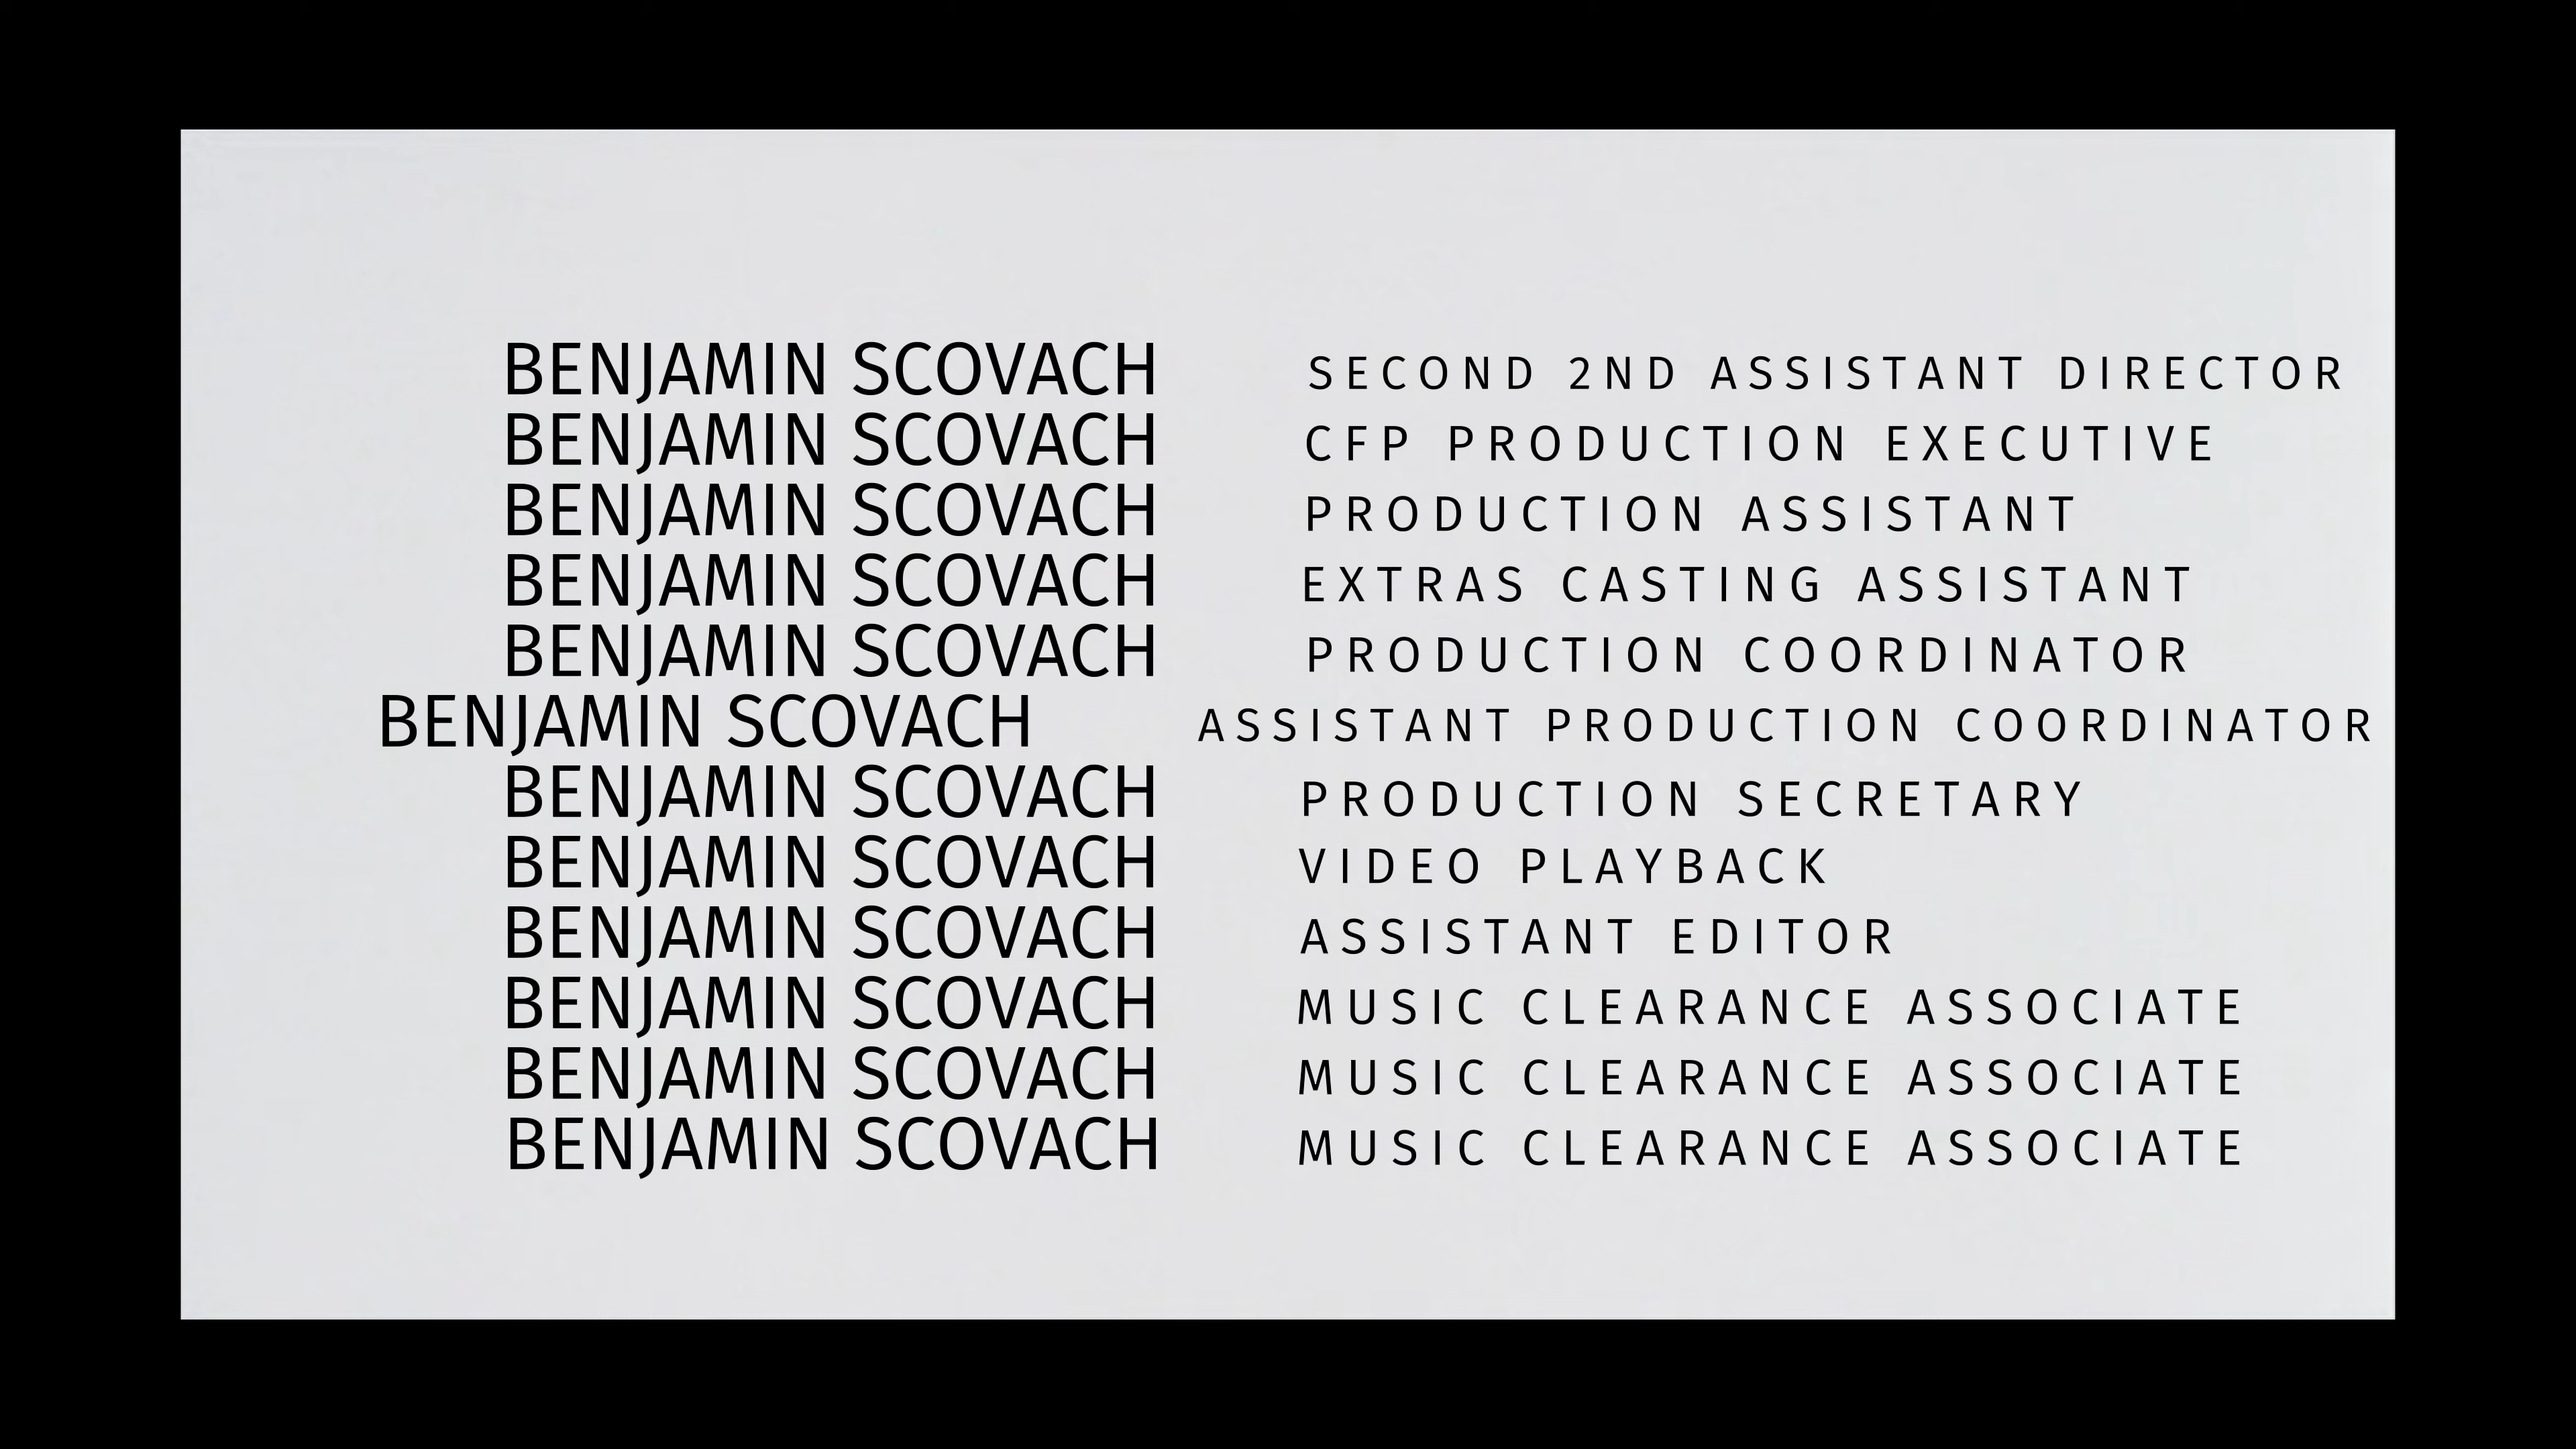 BENJAMIN SCOVACH SECOND 2ND ASSISTANT DIRECTOR
BENJAMIN SCOVACH CFP PRODUCTION EXECUTIVE
BENJAMIN SCOVACH PRODUCTION ASSISTANT
BENJAMIN SCOVACH EXTRAS CASTING ASSISTANT
BENJAMIN SCOVACH PRODUCTION COORDINATOR
BENJAMIN SCOVACH ASSISTANT PRODUCTION COORDINATOR
BENJAMIN SCOVACH PRODUCTION SECRETARY
BENJAMIN SCOVACH VIDEO PLAYBACK
BENJAMIN SCOVACH ASSISTANT EDITOR
BENJAMIN SCOVACH MUSIC CLEARANCE ASSOCIATE
BENJAMIN SCOVACH MUSIC CLEARANCE ASSOCIATE
BENJAMIN SCOVACH MUSIC CLEARANCE ASSOCIATE